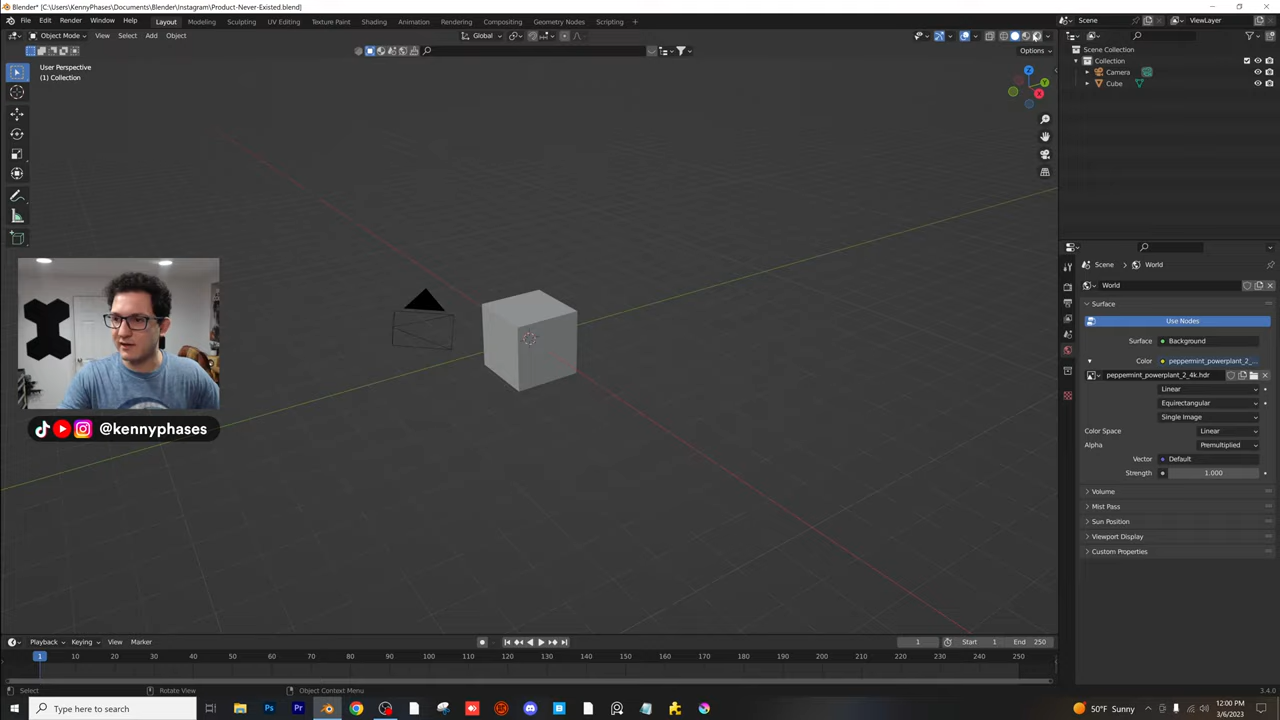 Blender* [C:\Users\KennyPhases\Documents\Blender\Instagram\Product-Never-Existed.blend]
File Edit Render Window Help Layout Modeling Sculpting UV Editing Texture Paint Shading Animation Rendering Compositing Geometry Nodes Scripting Scene ViewLayer
Object Mode View Select Add Object Global
Options
User Perspective
(1) Collection
Z
Y
X
Scene Collection
Collection
Camera
Cube
Scene World
World
Surface
Use Nodes
Surface Background
Color peppermint_powerplant_2_...
peppermint_powerplant_2_4k.hdr
Linear
Equirectangular
Single Image
Color Space Linear
Alpha Premultiplied
Vector Default
Strength 1.000
Volume
Mist Pass
Sun Position
Viewport Display
Custom Properties
@kennyphases
Playback Keying View Marker 1 Start 1 End 250
1 10 20 30 40 50 60 70 80 90 100 110 120 130 140 150 160 170 180 190 200 210 220 230 240 250
Select Rotate View Object Context Menu 3.4.0
Type here to search
Ps
Pr
50°F Sunny
12:00 PM
3/6/2023